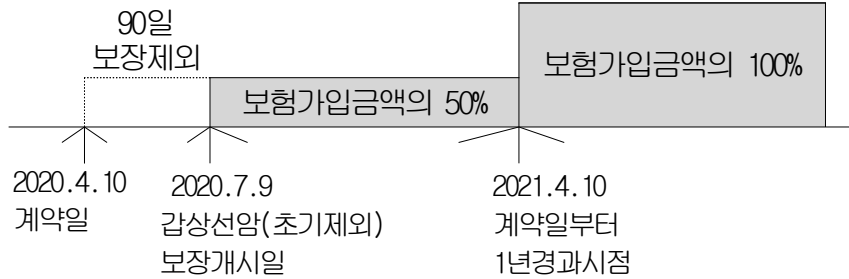 90일
보장제외
보험가입금액의 50%
보험가입금액의 100%
2020.4.10
계약일
2020.7.9
갑상선암(초기제외)
보장개시일
2021.4.10
계약일부터
1년경과시점